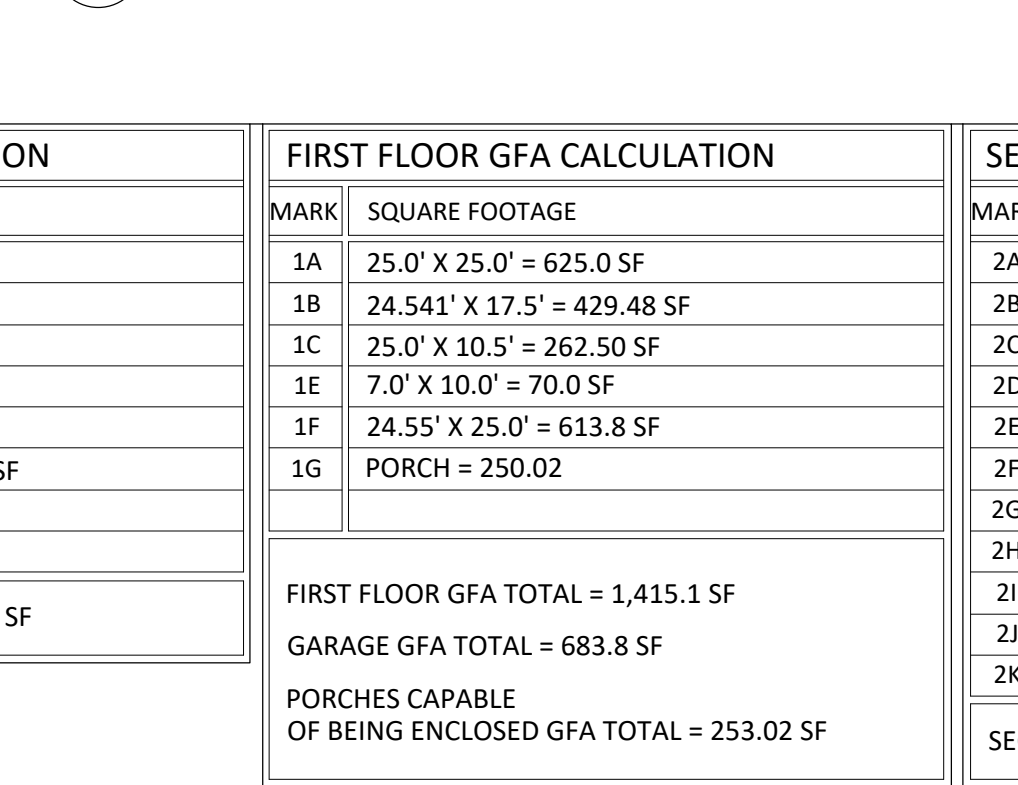 ON
SF
SF
FIRST FLOOR GFA CALCULATION
MARK SQUARE FOOTAGE
1A 25.0' X 25.0' = 625.0 SF
1B 24.541' X 17.5' = 429.48 SF
1C 25.0' X 10.5' = 262.50 SF
1E 7.0' X 10.0' = 70.0 SF
1F 24.55' X 25.0' = 613.8 SF
1G PORCH = 250.02
FIRST FLOOR GFA TOTAL = 1,415.1 SF
GARAGE GFA TOTAL = 683.8 SF
PORCHES CAPABLE
OF BEING ENCLOSED GFA TOTAL = 253.02 SF
SE
MAR
2A
2B
2C
2D
2E
2F
2G
2H
2I
2J
2K
SE